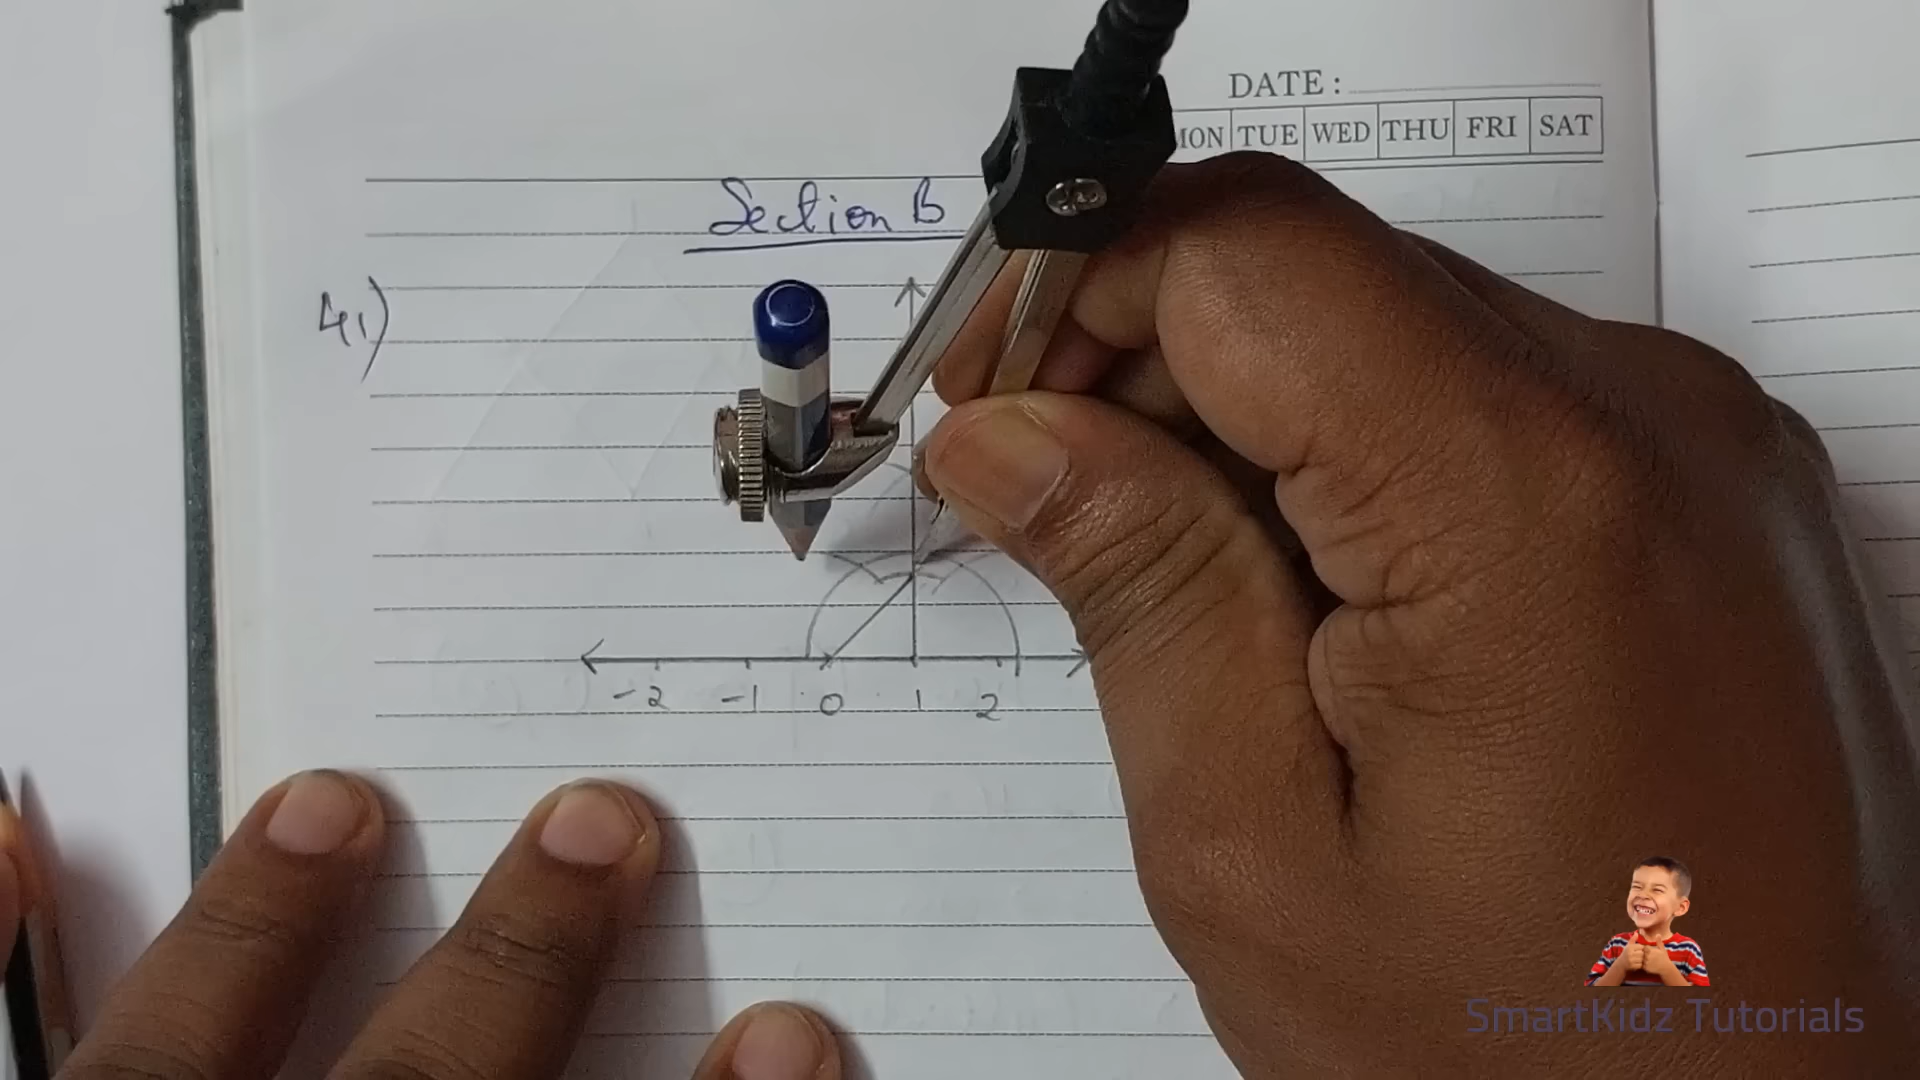 DATE :
MON TUE WED THU FRI SAT
Section B
41)
-2 -1 0 1 2
SmartKidz Tutorials